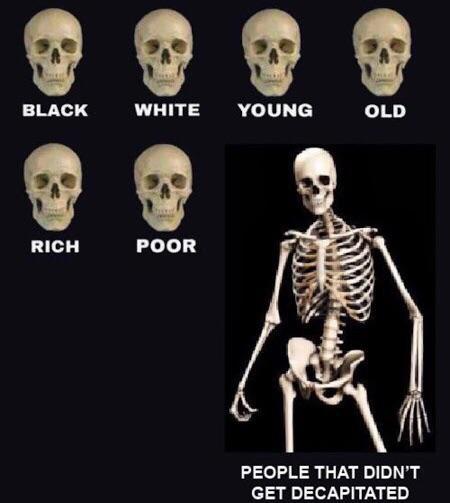 BLACK
WHITE
YOUNG
OLD
RICH
POOR
PEOPLE THAT DIDN'T
GET DECAPITATED